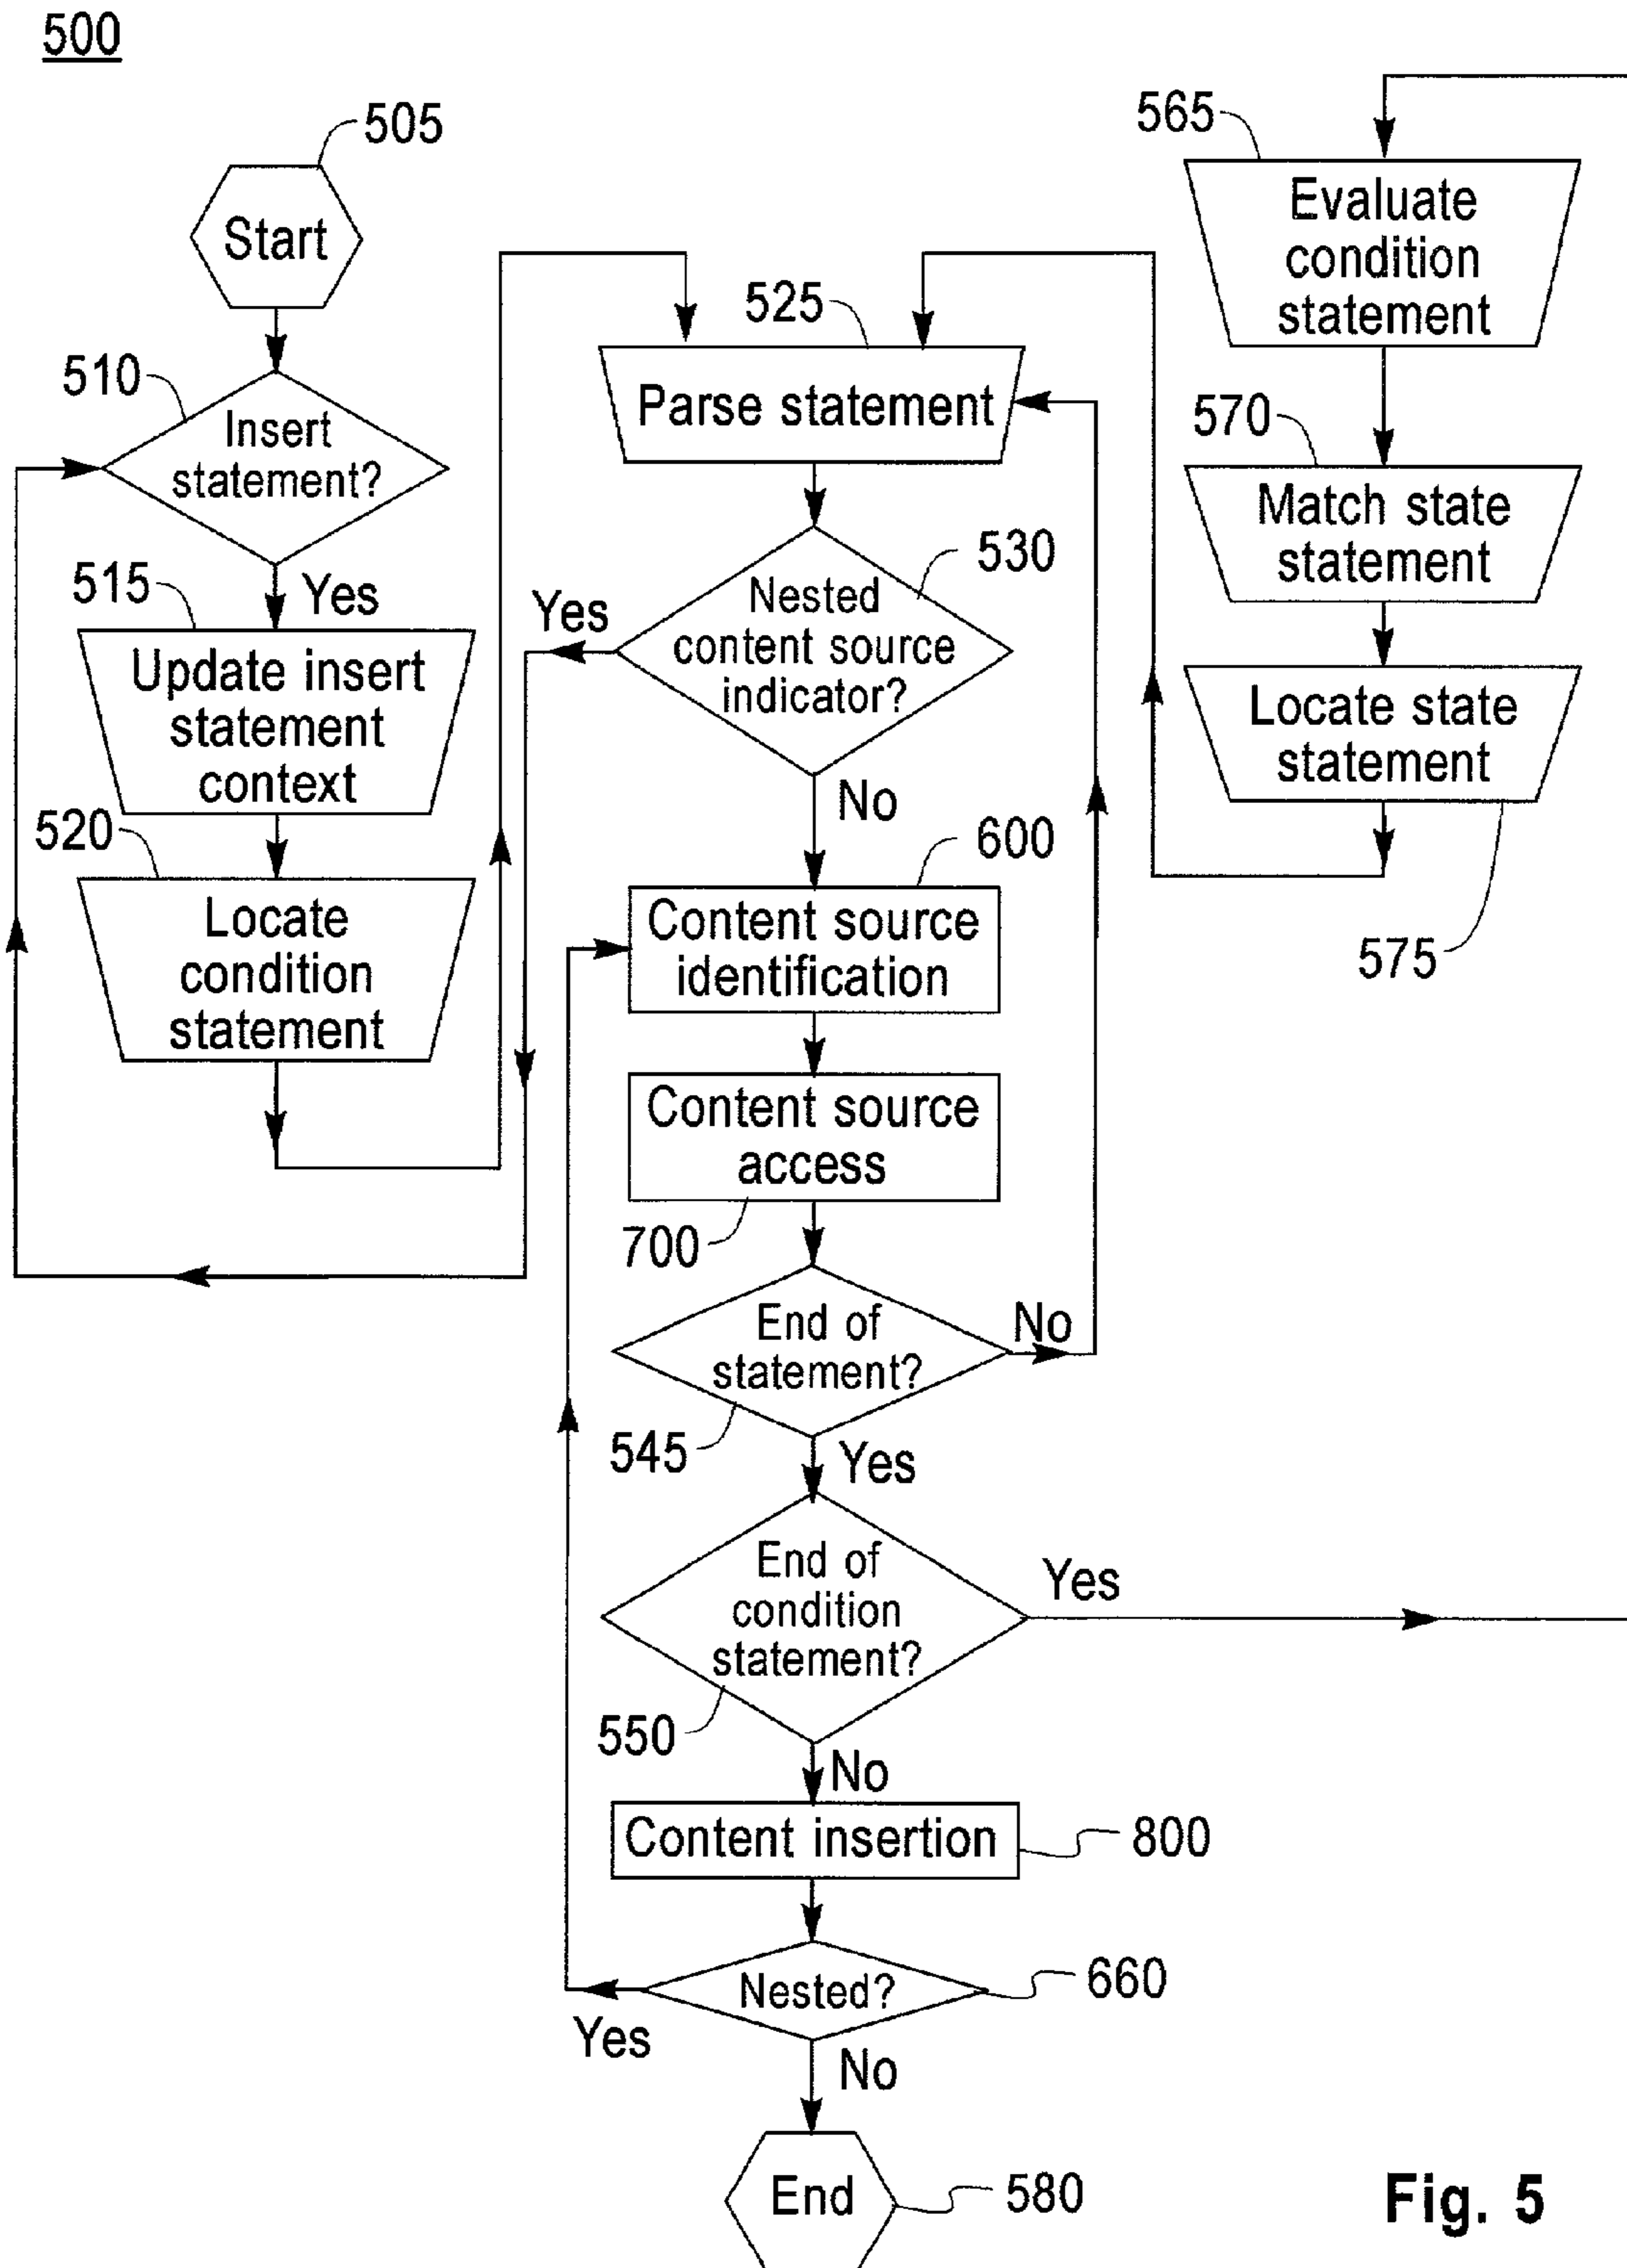 500
505
Start
510
Insert
statement?
Yes
515
Update insert
statement
context
520
Locate
condition
statement
525
Parse statement
530
Nested
content source
indicator?
Yes
No
600
Content source
identification
Content source
access
700
End of
statement?
No
545
Yes
End of
condition
statement?
Yes
550
No
Content insertion
800
Nested?
660
Yes
No
End
580
565
Evaluate
condition
statement
570
Match state
statement
Locate state
statement
575
Fig. 5